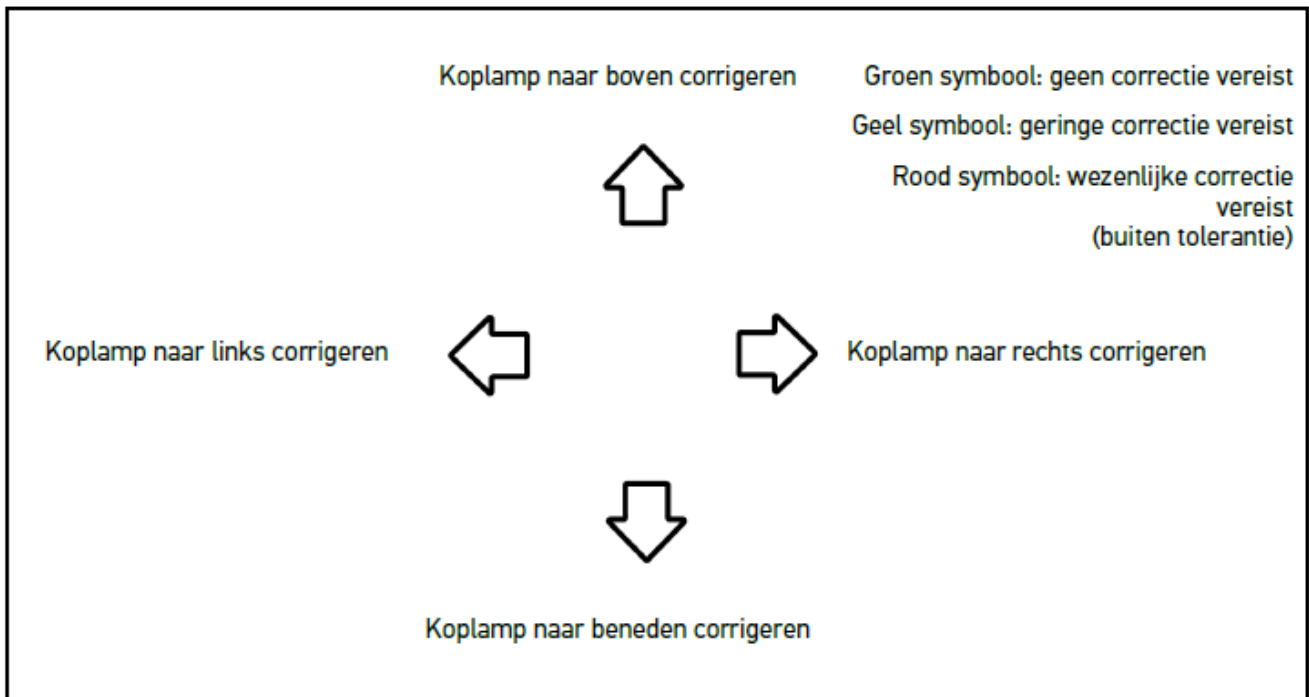 Koplamp naar boven corrigeren
Groen symbool: geen correctie vereist
Geel symbool: geringe correctie vereist
Rood symbool: wezenlijke correctie
vereist
(buiten tolerantie)
Koplamp naar links corrigeren
Koplamp naar rechts corrigeren
Koplamp naar beneden corrigeren